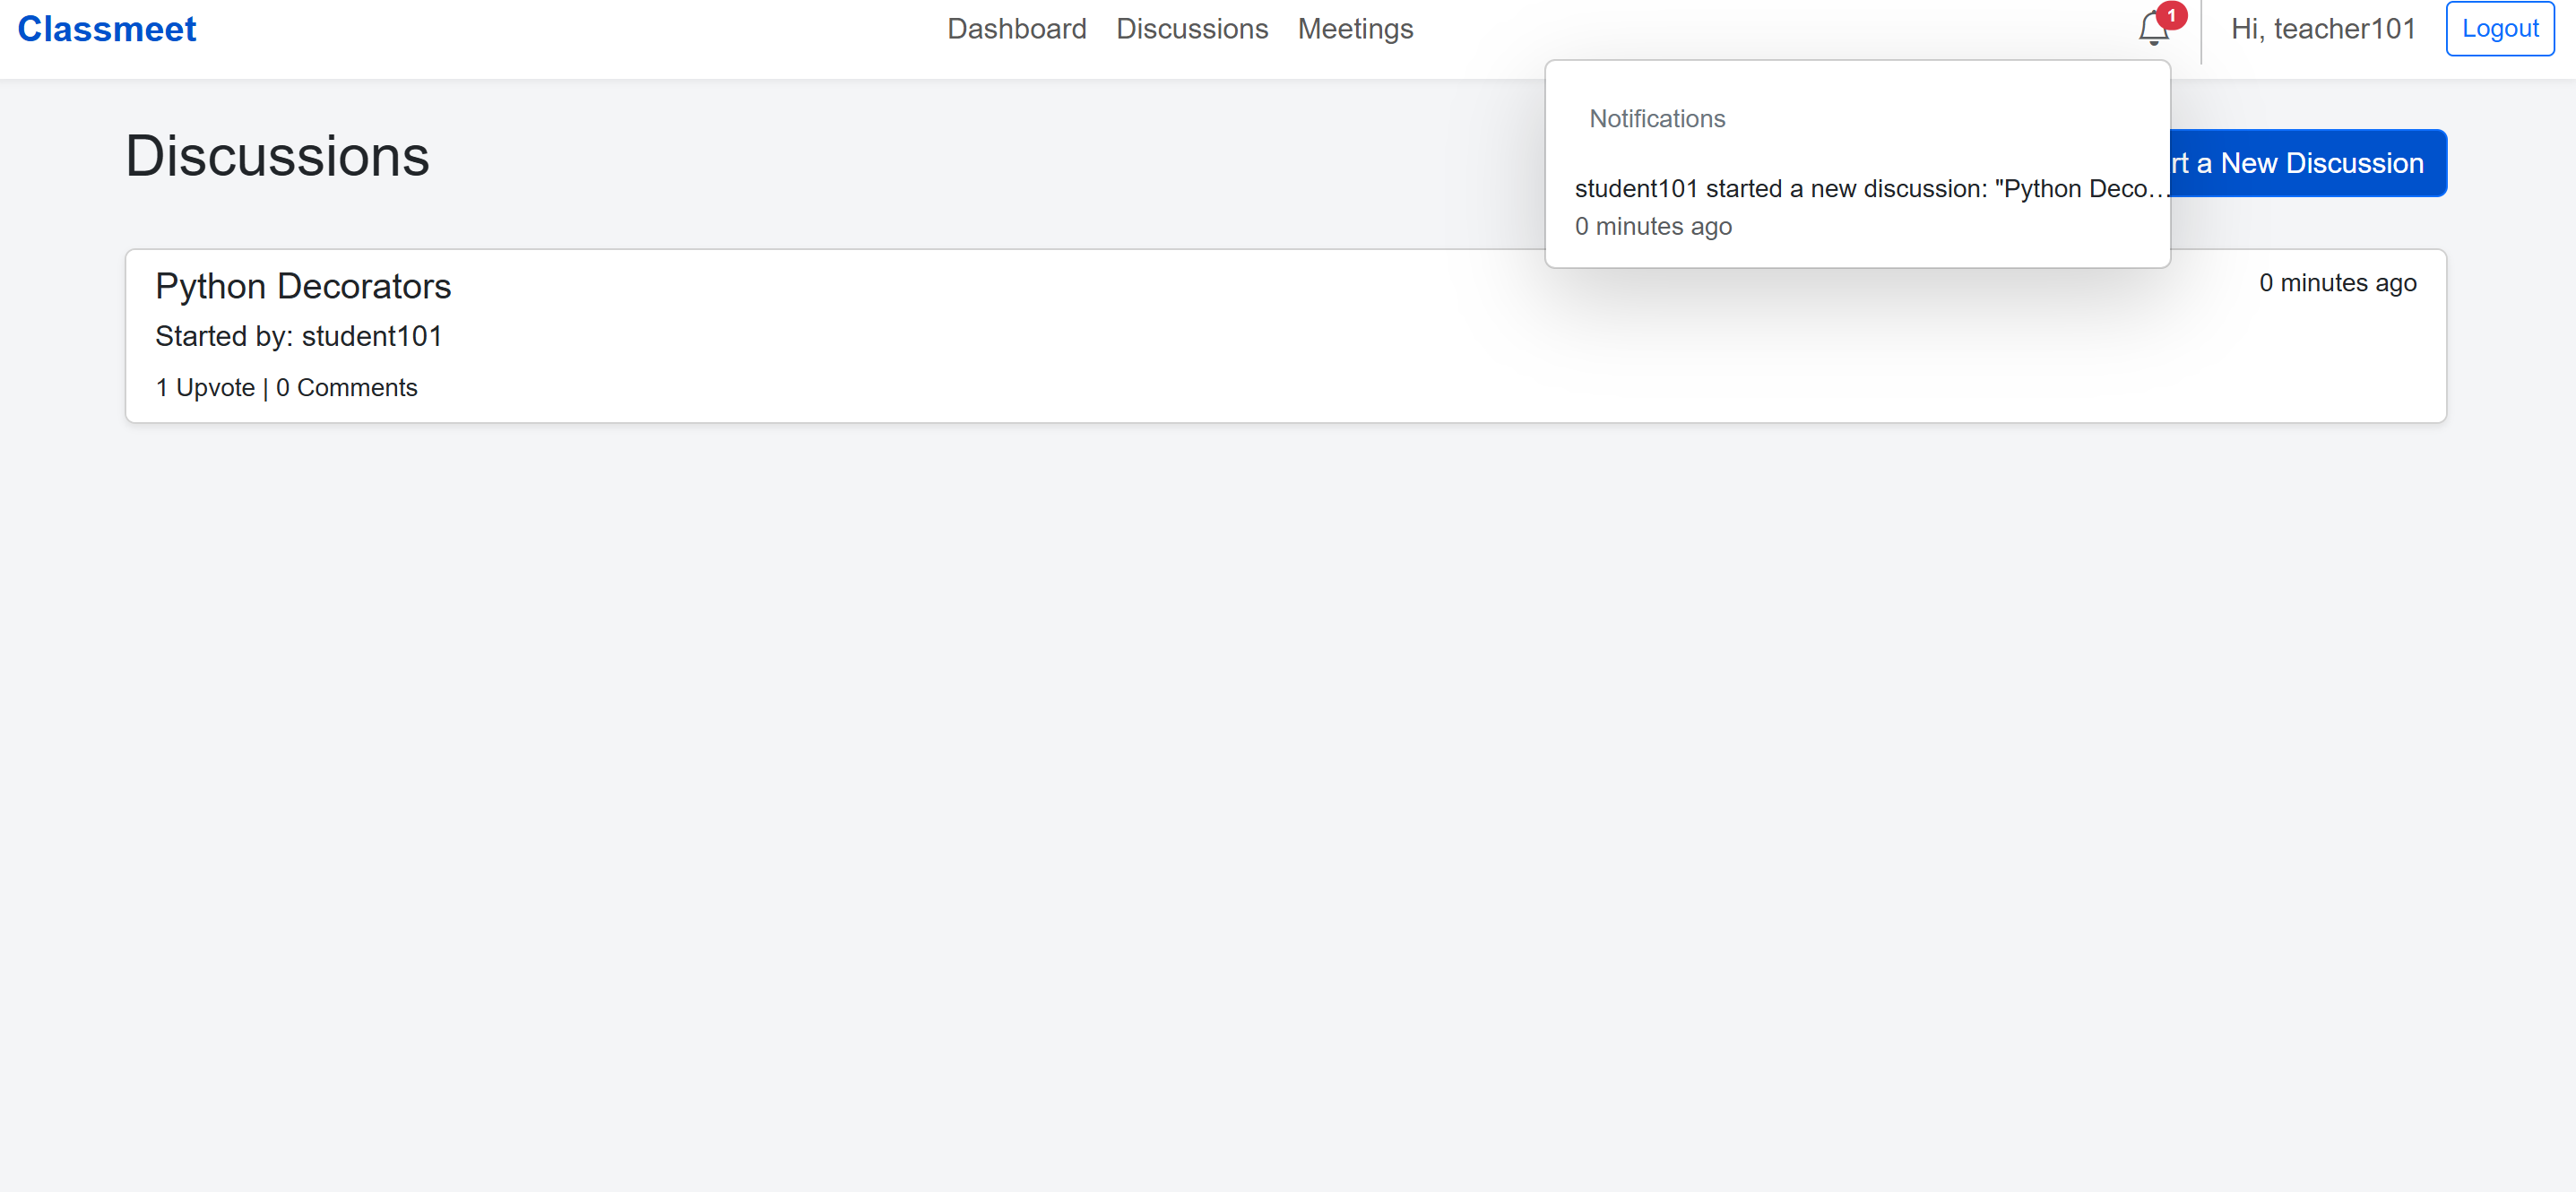 Classmeet
Dashboard Discussions Meetings
1
Hi, teacher101
Logout
Notifications
student101 started a new discussion: "Python Deco...
0 minutes ago
Discussions
rt a New Discussion
Python Decorators
0 minutes ago
Started by: student101
1 Upvote | 0 Comments